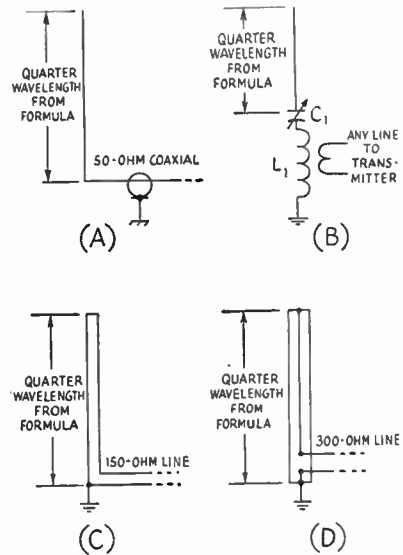 QUARTER
WAVELENGTH
FROM
FORMULA
50-OHM COAXIAL
(A)
QUARTER
WAVELENGTH
FROM
FORMULA
C1
L1
ANY LINE
TO
TRANS-
MITTER
(B)
QUARTER
WAVELENGTH
FROM
FORMULA
150-OHM LINE
(C)
QUARTER
WAVELENGTH
FROM
FORMULA
300-OHM LINE
(D)